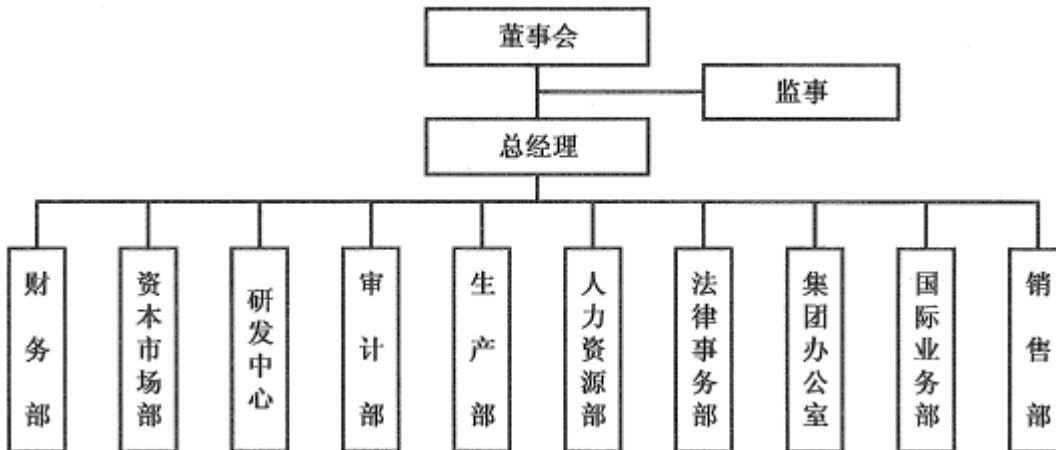 董事会
监事
总经理
财务部
资本市场部
研发中心
审计部
生产部
人力资源部
法律事务部
集团办公室
国际业务部
销售部